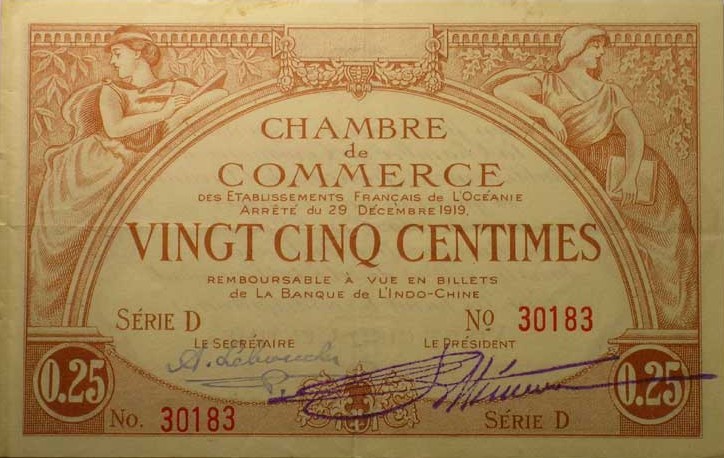 CHAMBRE
de
COMMERCE
DES ETABLISSEMENTS FRANÇAIS de L'OCÉANIE
ARRÊTÉ du 29 DÉCEMBRE 1919.
VINGT CINQ CENTIMES
REMBOURSABLE À VUE EN BILLETS
de LA BANQUE de L'INDO-CHINE
SÉRIE D No 30183
LE SECRÉTAIRE LE PRÉSIDENT
0.25 0.25
No. 30183 SÉRIE D